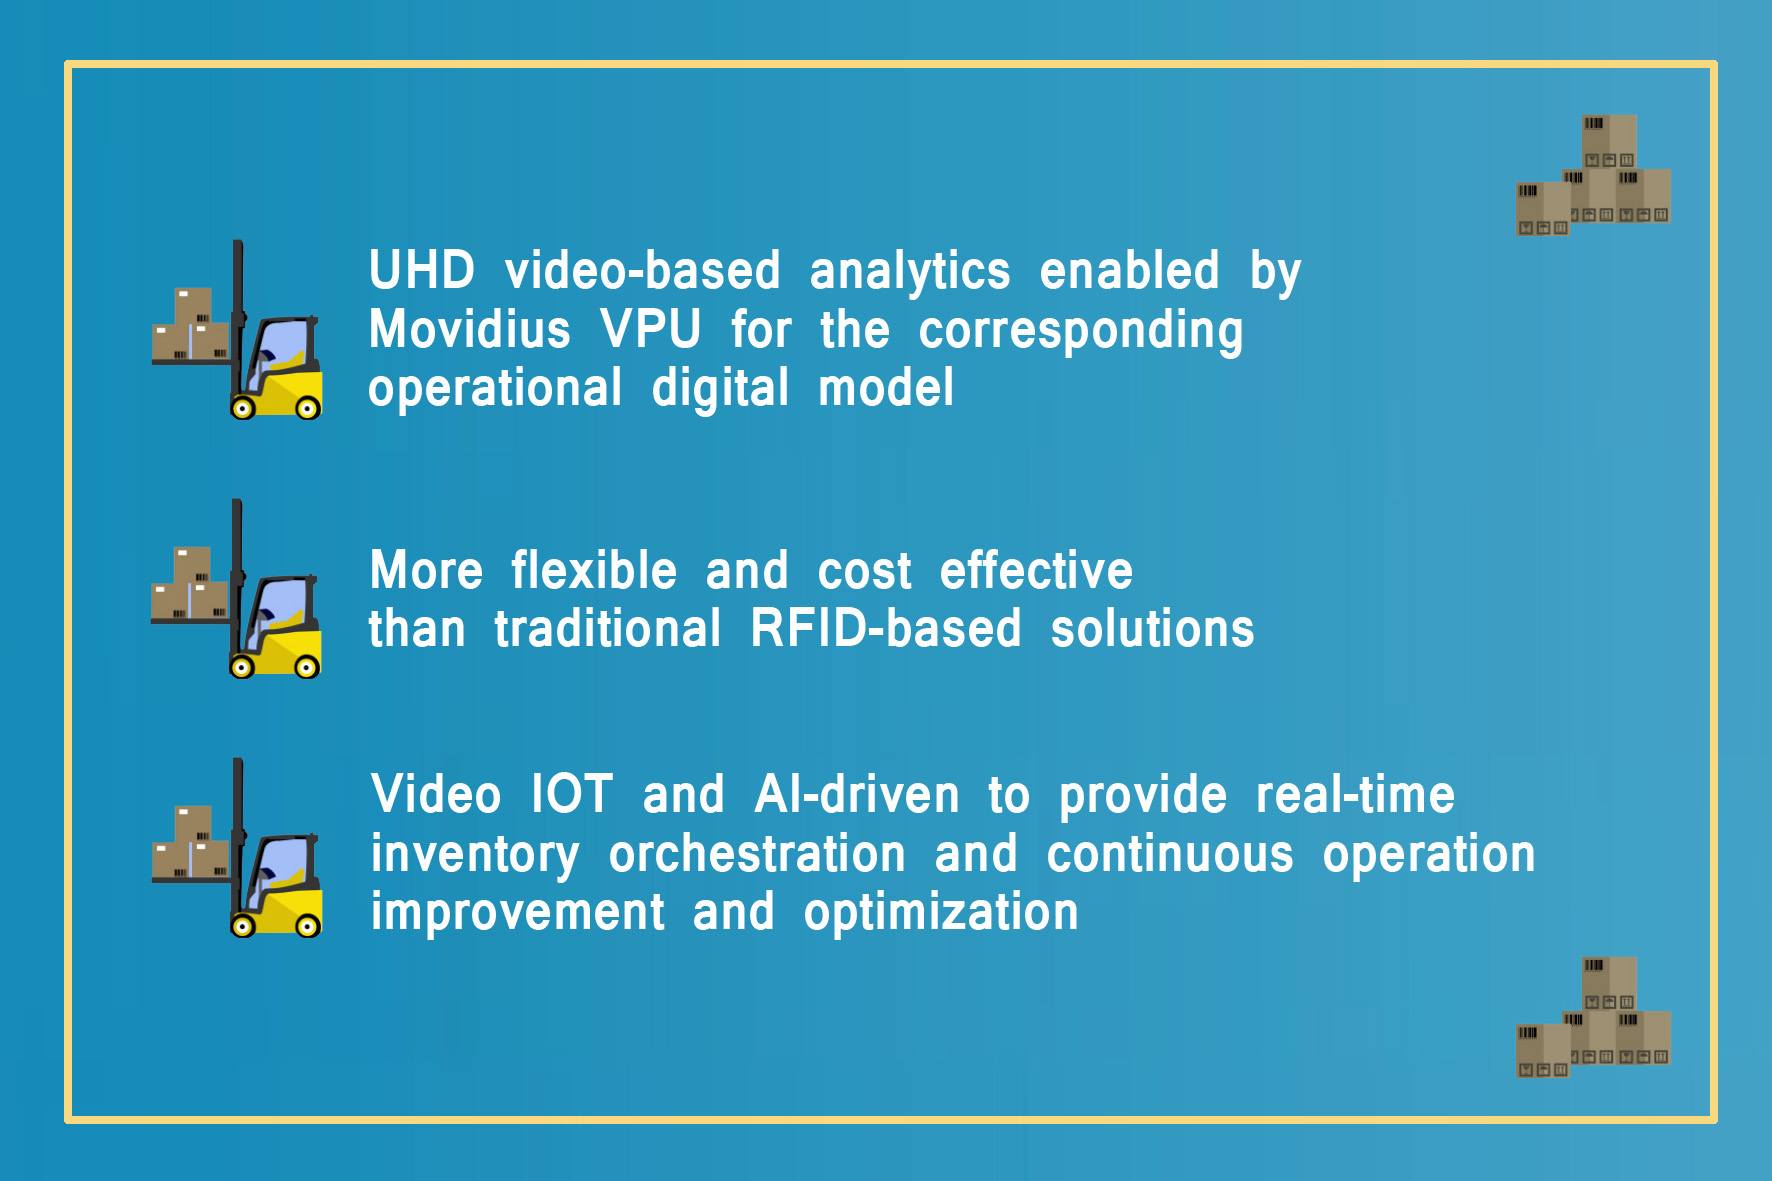 UHD video-based analytics enabled by
Movidius VPU for the corresponding
operational digital model
More flexible and cost effective
than traditional RFID-based solutions
Video IOT and AI-driven to provide real-time
inventory orchestration and continuous operation
improvement and optimization